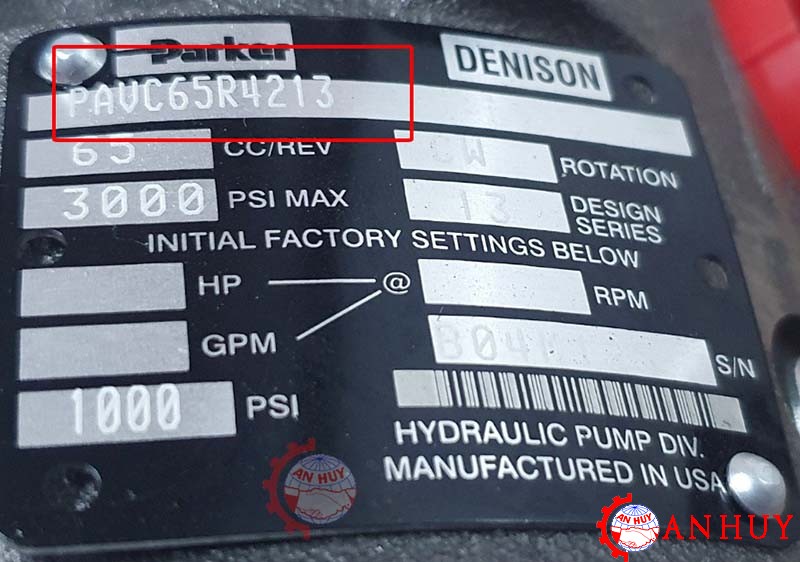 Parker DENISON
PAVC65R4213
65 CC/REV CW ROTATION
3000 PSI MAX 13 DESIGN SERIES
INITIAL FACTORY SETTINGS BELOW
HP @ RPM
GPM S/N
1000 PSI
HYDRAULIC PUMP DIV.
MANUFACTURED IN USA
AN HUY
AN HUY ANHUY